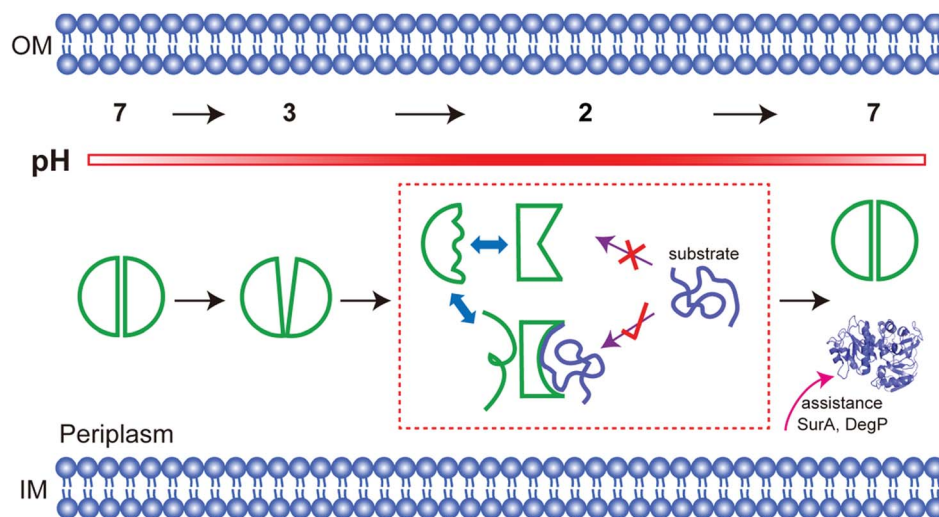 OM
7 3 2 7
pH
substrate
assistance
SurA, DegP
Periplasm
IM